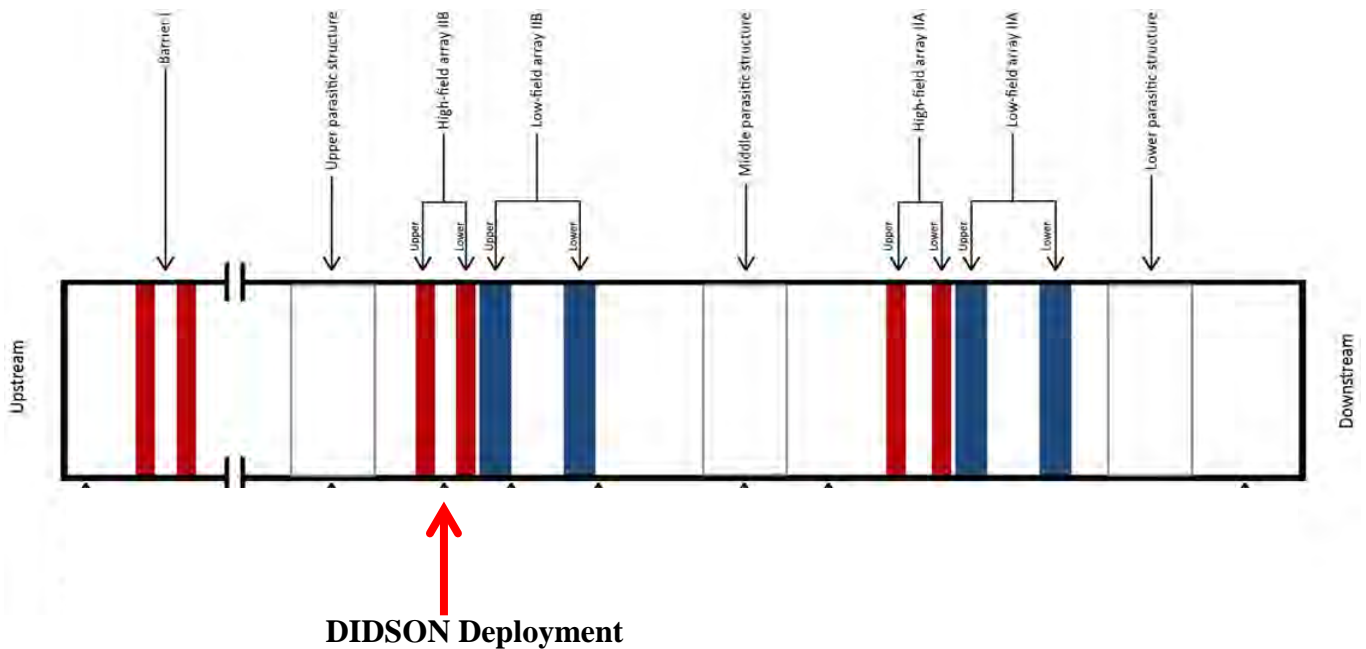 Barrier I
Upper parasitic structure
High-field array IIB
Low-field array IIB
Middle parasitic structure
High-field array IIA
Low-field array IIA
Lower parasitic structure
Upper
Lower
Upper
Lower
Upper
Lower
Upper
Lower
Upstream
Downstream
DIDSON Deployment